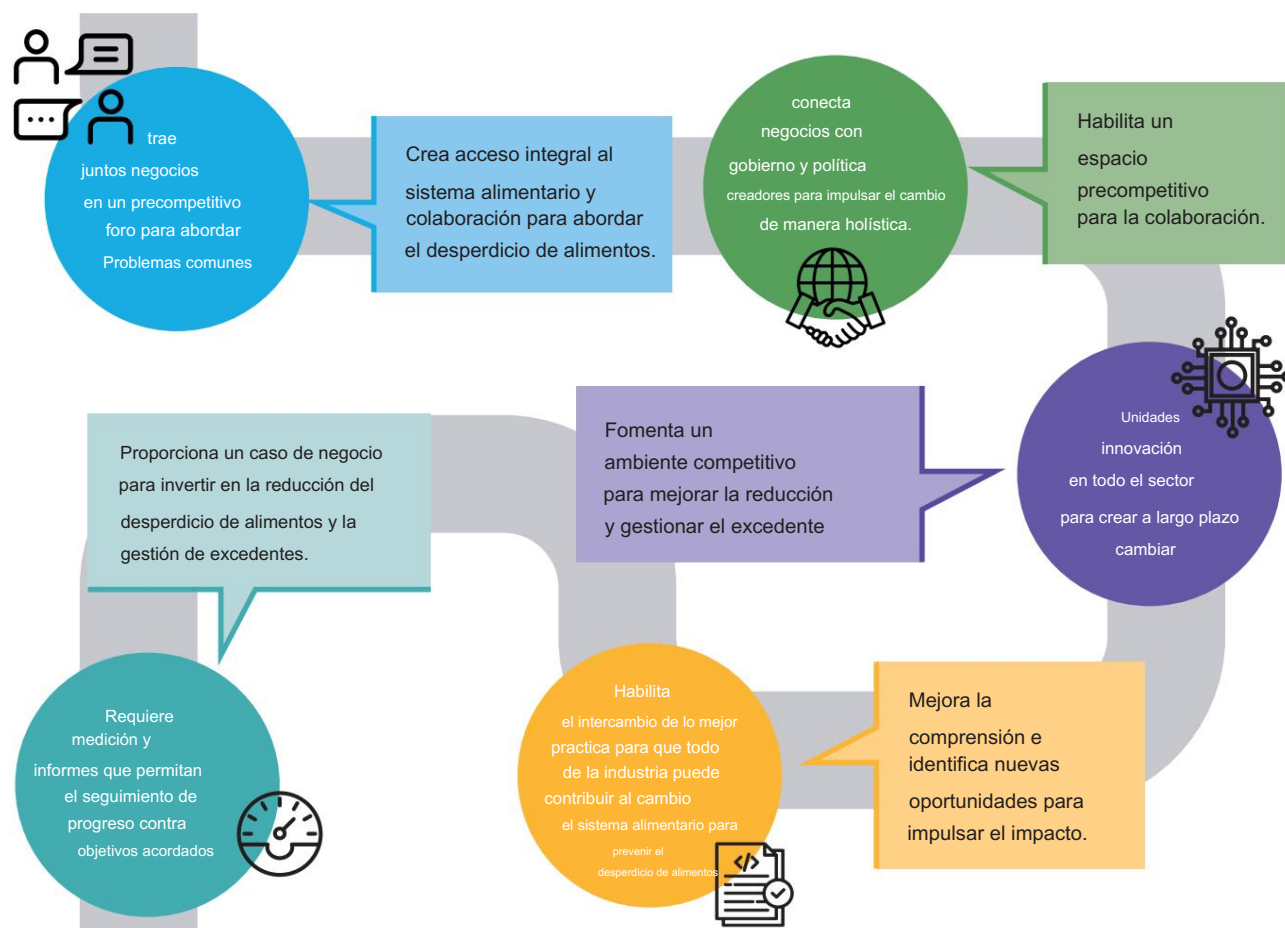 trae
juntos negocios
en un precompetitivo
foro para abordar
Problemas comunes
Crea acceso integral al
sistema alimentario y
colaboración para abordar
el desperdicio de alimentos.
conecta
negocios con
gobierno y política
creadores para impulsar el cambio
de manera holística.
Habilita un
espacio
precompetitivo
para la colaboración.
Unidades
innovación
en todo el sector
para crear a largo plazo
cambiar
Fomenta un
ambiente competitivo
para mejorar la reducción
y gestionar el excedente
Habilita
el intercambio de lo mejor
practica para que todo
de la industria puede
contribuir al cambio
el sistema alimentario para
prevenir el
desperdicio de alimentos
Mejora la
comprensión e
identifica nuevas
oportunidades para
impulsar el impacto.
Requiere
medición y
informes que permitan
el seguimiento de
progreso contra
objetivos acordados
Proporciona un caso de negocio
para invertir en la reducción del
desperdicio de alimentos y la
gestión de excedentes.